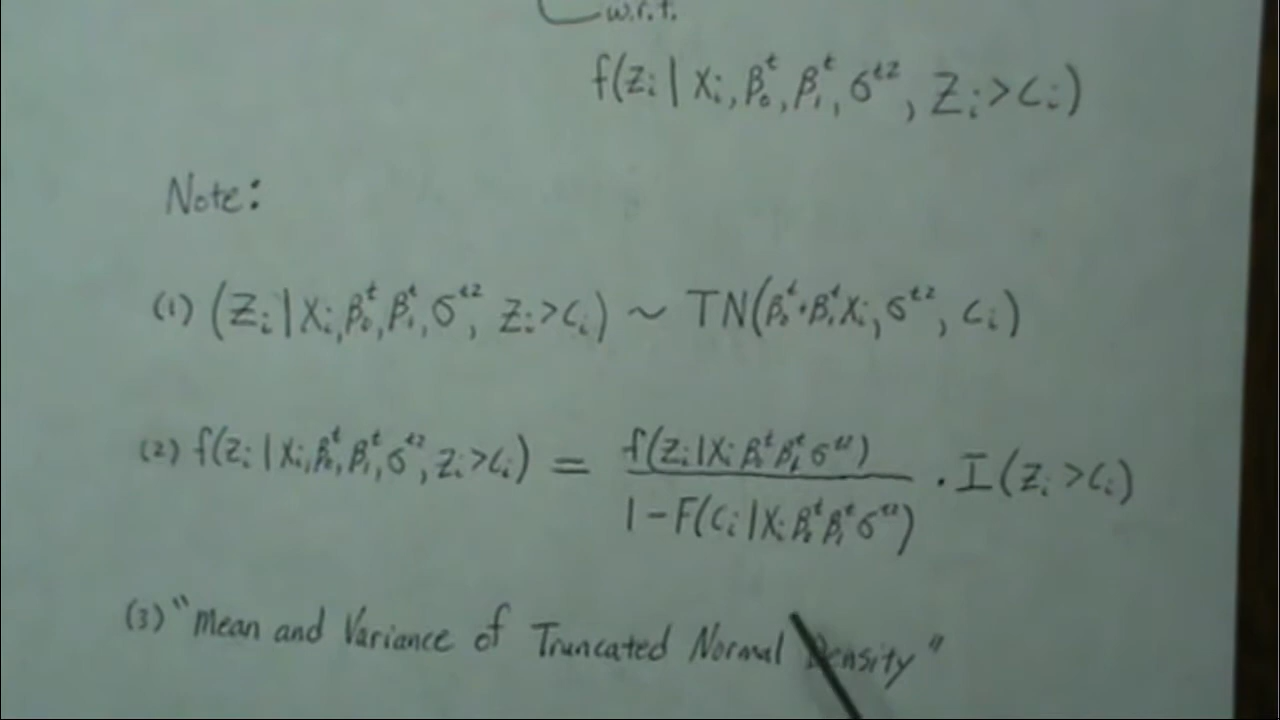 w.r.t.
f(Zᵢ | Xᵢ, β₀ᵗ, β₁ᵗ, σᵗ², Zᵢ > Cᵢ)
Note:
(1) (Zᵢ | Xᵢ, β₀ᵗ, β₁ᵗ, σᵗ², Zᵢ > Cᵢ) ~ TN(β₀ᵗ + β₁ᵗ Xᵢ, σᵗ², Cᵢ)
(2) f(Zᵢ | Xᵢ, β₀ᵗ, β₁ᵗ, σᵗ², Zᵢ > Cᵢ) = f(Zᵢ | Xᵢ β₀ᵗ β₁ᵗ σᵗ²) / 1 - F(Cᵢ | Xᵢ β₀ᵗ β₁ᵗ σᵗ²) · I(Zᵢ > Cᵢ)
(3) "Mean and Variance of Truncated Normal Density"